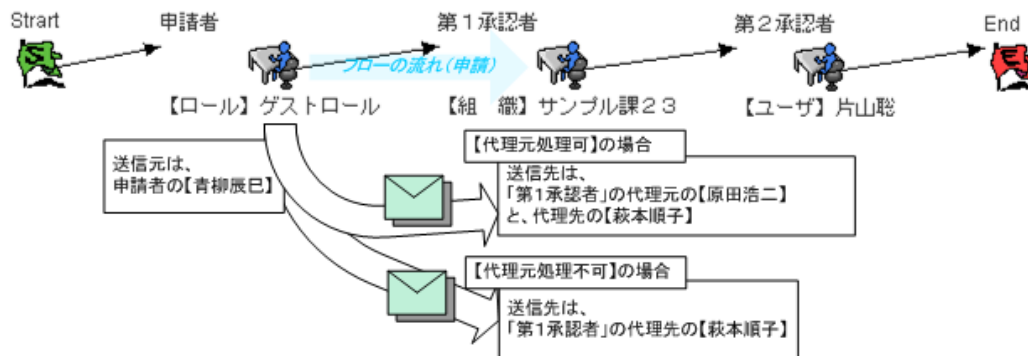 Strart
申請者
第１承認者
第２承認者
End
フローの流れ(申請)
【ロール】ゲストロール
【組　織】サンプル課２３
【ユーザ】片山聡
【代理元処理可】の場合
送信元は、
申請者の【青柳辰巳】
送信先は、
「第1承認者」の代理元の【原田浩二】
と、代理先の【萩本順子】
【代理元処理不可】の場合
送信先は、
「第1承認者」の代理先の【萩本順子】